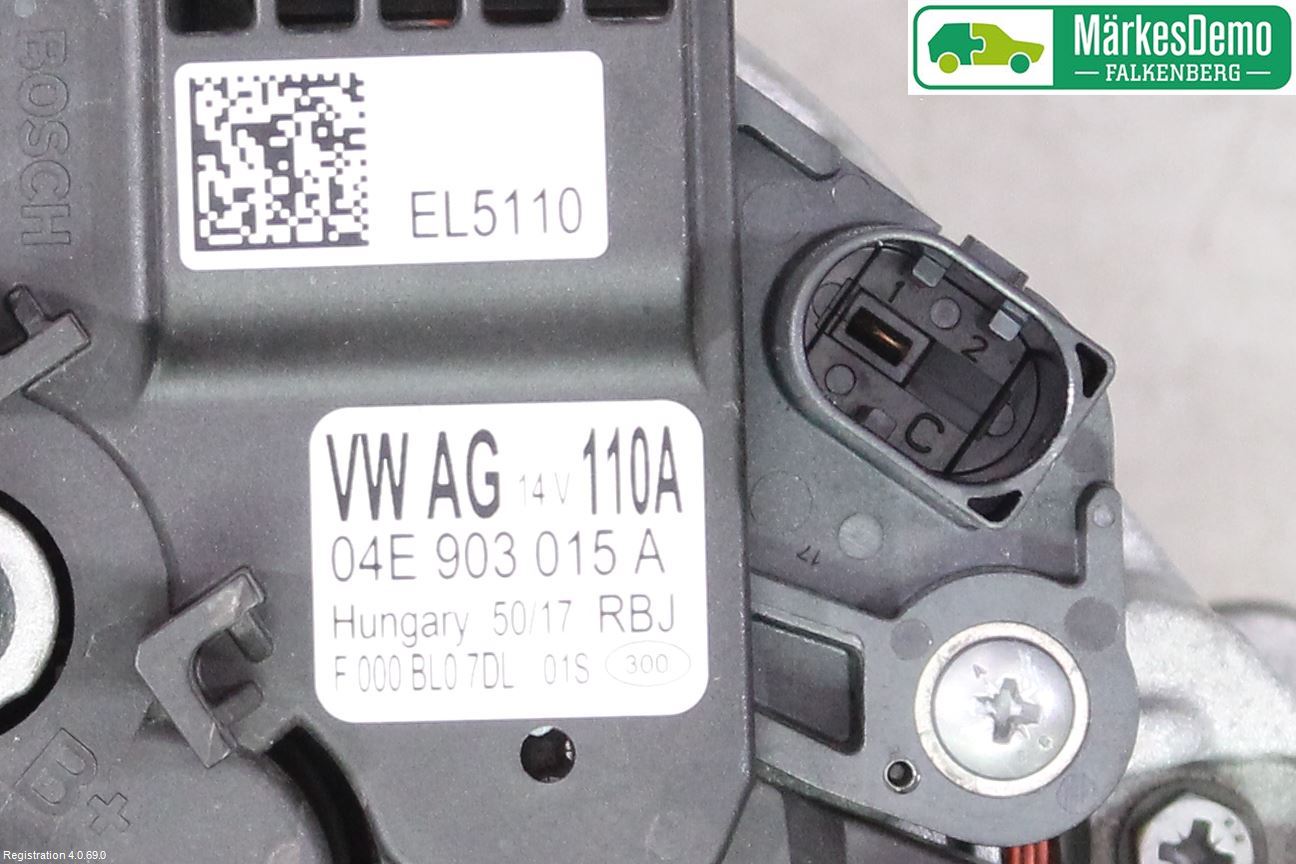 MärkesDemo
FALKENBERG
BOSCH
EL5110
1
2
C
VW AG 14 V 110A
04E 903 015 A
Hungary 50/17 RBJ
F 000 BL0 7DL 01S 300
17
B+
Registration 4.0.69.0